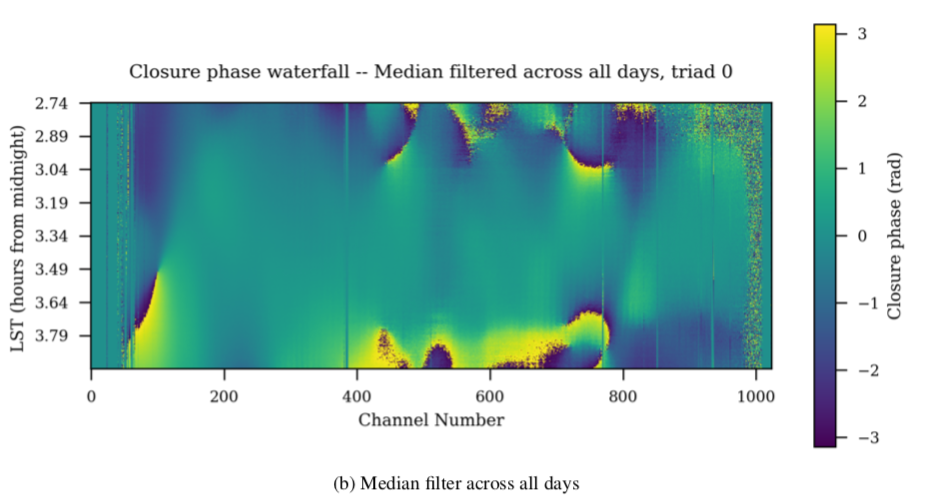 Closure phase waterfall -- Median filtered across all days, triad 0
LST (hours from midnight)
2.74
2.89
3.04
3.19
3.34
3.49
3.64
3.79
0 200 400 600 800 1000
Channel Number
3
2
1
0
−1
−2
−3
Closure phase (rad)
(b) Median filter across all days